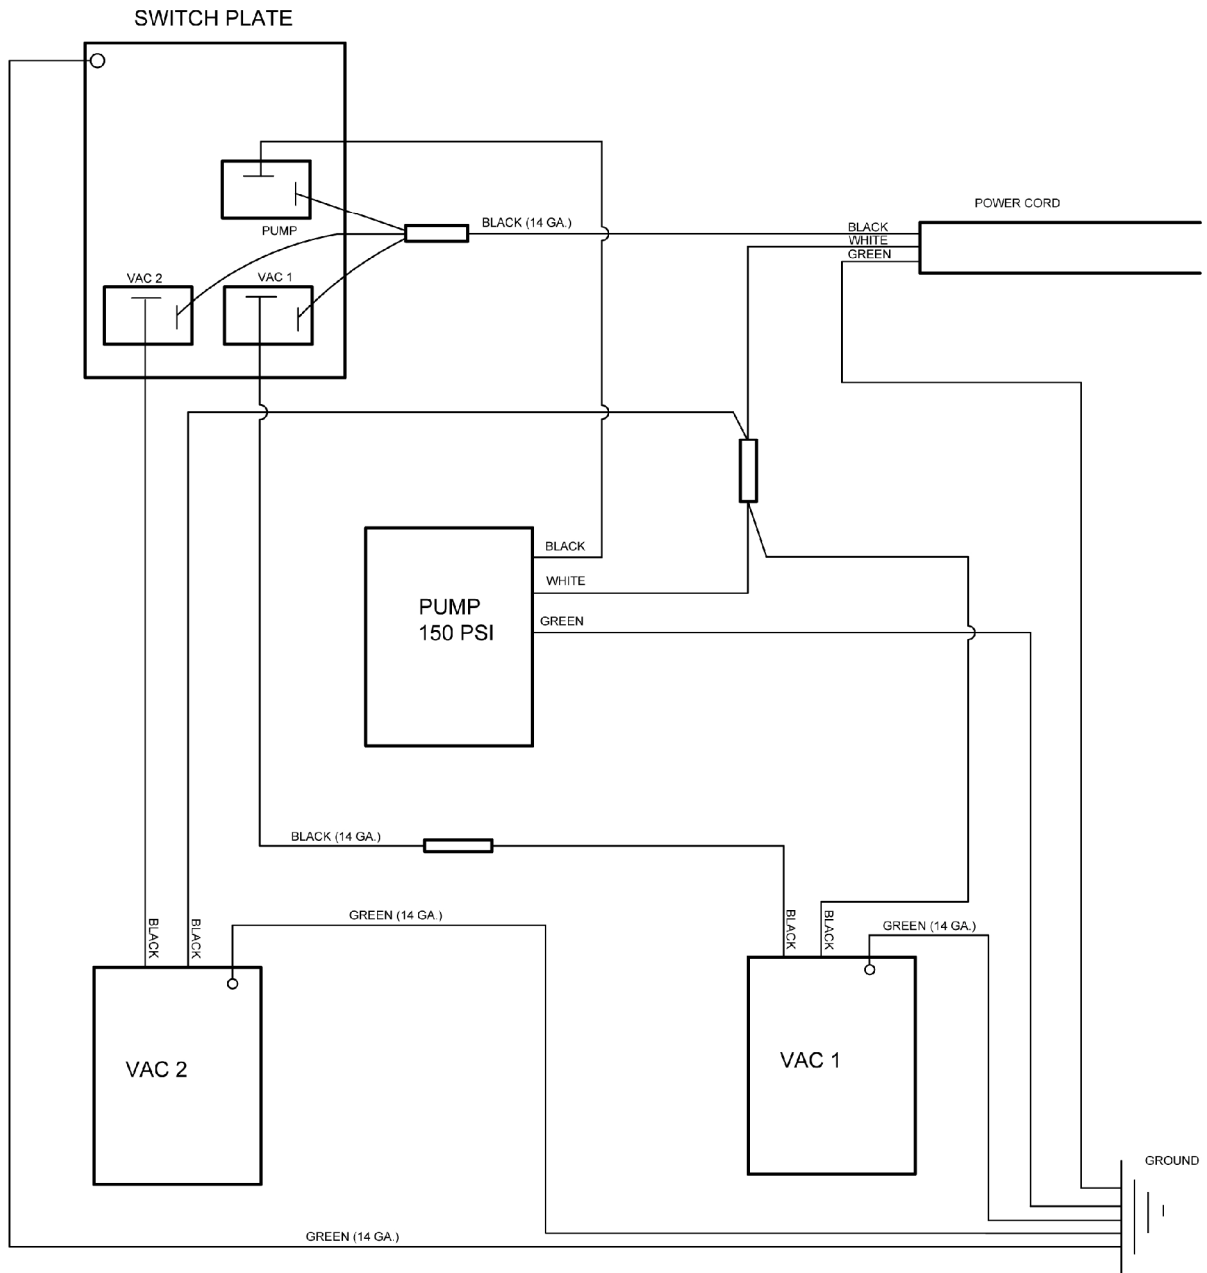 SWITCH PLATE
PUMP
VAC 2
VAC 1
BLACK (14 GA.)
POWER CORD
BLACK
WHITE
GREEN
BLACK
WHITE
GREEN
PUMP
150 PSI
BLACK (14 GA.)
BLACK
BLACK
GREEN (14 GA.)
BLACK
BLACK
GREEN (14 GA.)
VAC 2
VAC 1
GROUND
GREEN (14 GA.)